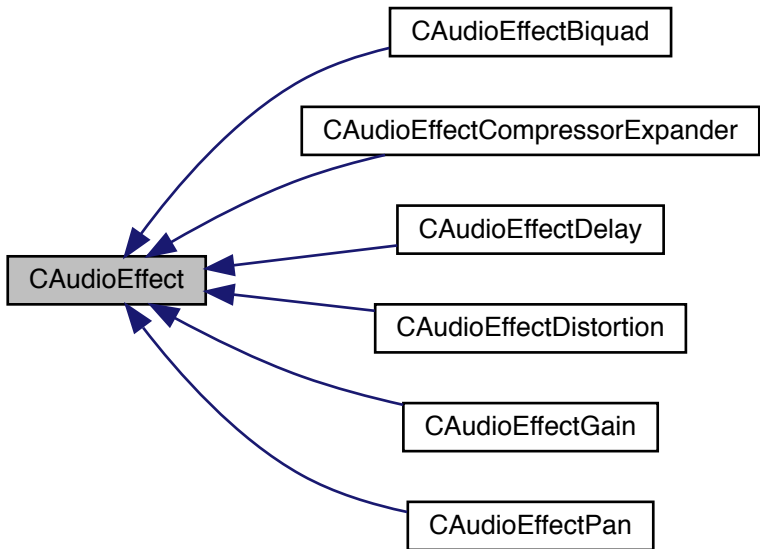 CAudioEffectBiquad
CAudioEffectCompressorExpander
CAudioEffectDelay
CAudioEffect
CAudioEffectDistortion
CAudioEffectGain
CAudioEffectPan